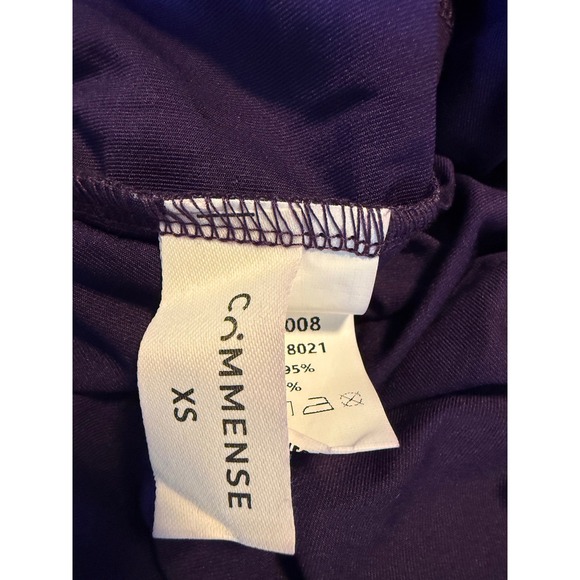 COMMENSE
XS
008
8021
95%
%